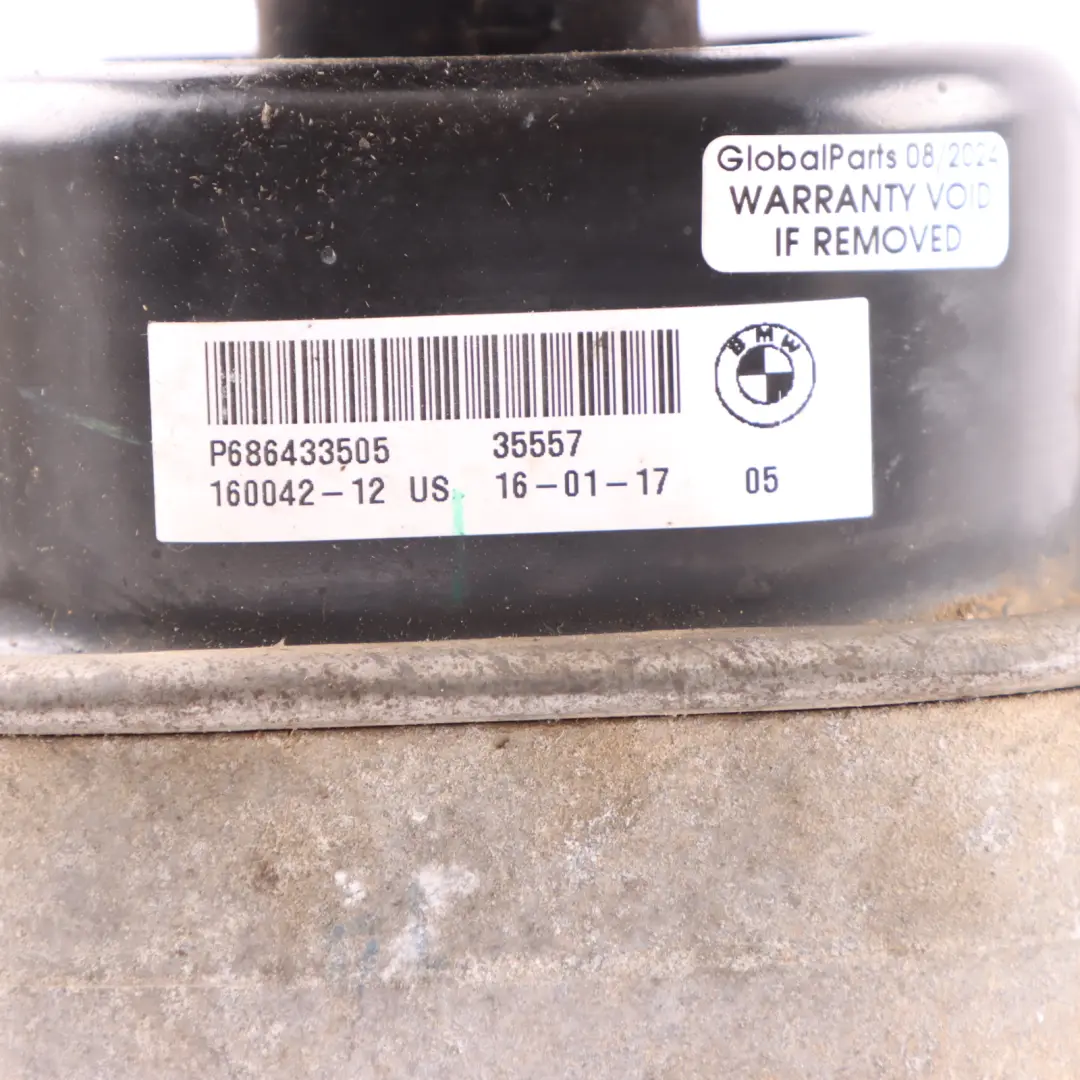 GlobalParts 08/2024
WARRANTY VOID
IF REMOVED
BMW
P686433505 35557
160042-12 US 16-01-17 05